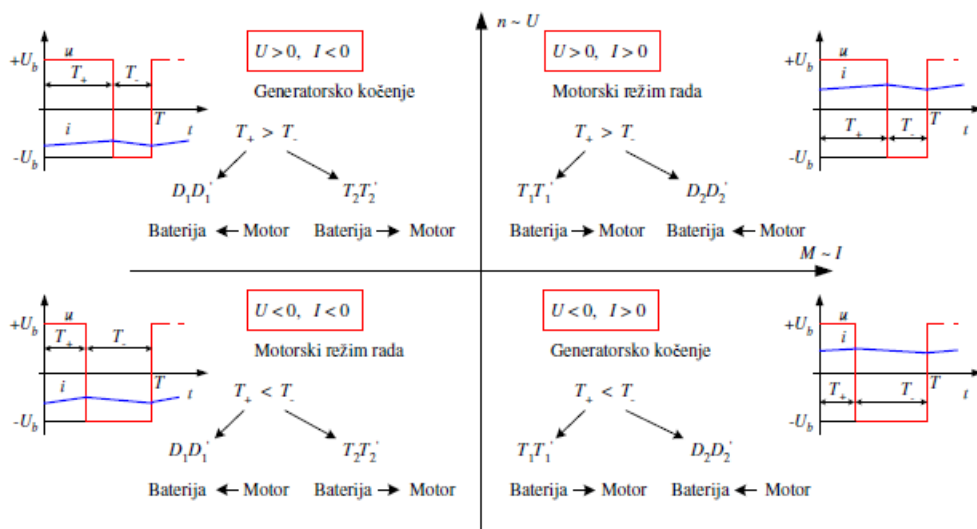 n ~ U
M ~ I
+U_b
u
T_+
T_-
T
t
i
-U_b
U > 0, I < 0
Generatorsko kočenje
T_+ > T_-
D_1D_1'
T_2T_2'
Baterija ← Motor
Baterija → Motor
U > 0, I > 0
Motorski režim rada
T_+ > T_-
T_1T_1'
D_2D_2'
Baterija → Motor
Baterija ← Motor
+U_b
u
i
T
t
T_+
T_-
-U_b
+U_b
u
T_+
T_-
T
t
i
-U_b
U < 0, I < 0
Motorski režim rada
T_+ < T_-
D_1D_1'
T_2T_2'
Baterija ← Motor
Baterija → Motor
U < 0, I > 0
Generatorsko kočenje
T_+ < T_-
T_1T_1'
D_2D_2'
Baterija → Motor
Baterija ← Motor
+U_b
u
i
T
t
T_+
T_-
-U_b